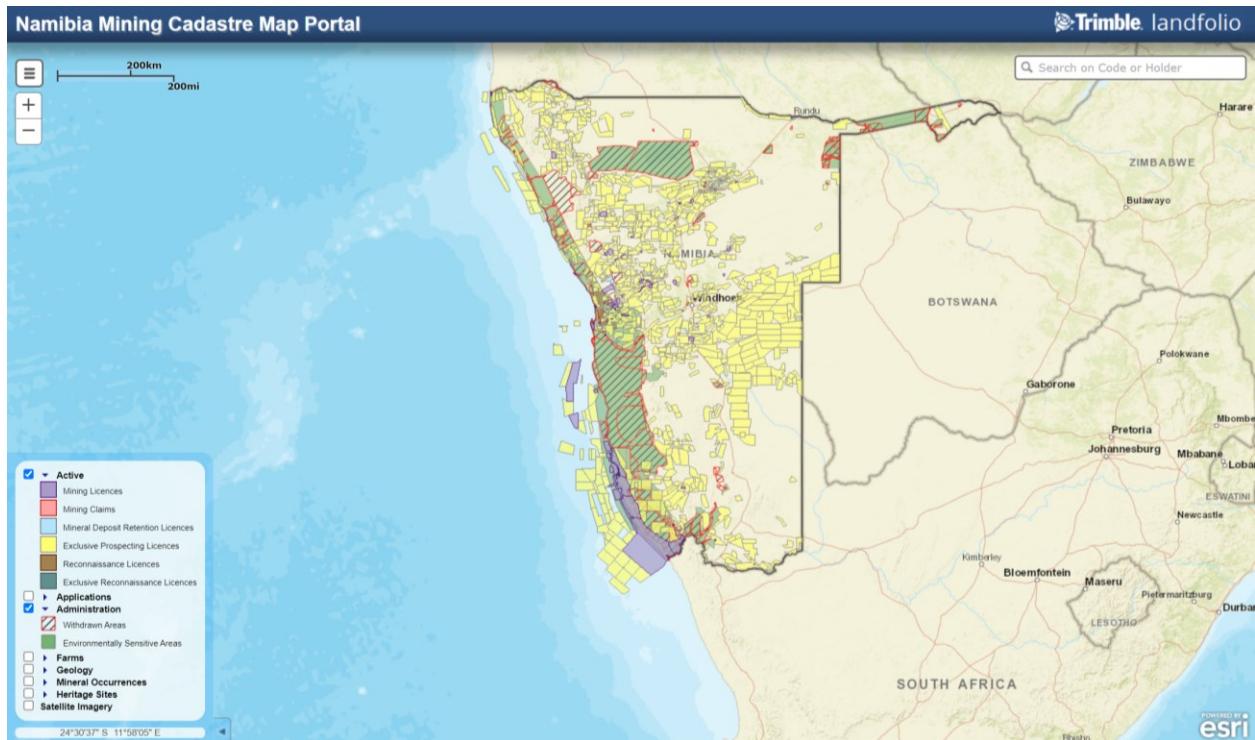 Namibia Mining Cadastre Map Portal
Trimble. landfolio
200km
200mi
Search on Code or Holder
+
−
Rundu
Harare
ZIMBABWE
Bulawayo
NAMIBIA
Windhoek
BOTSWANA
Polokwane
Gaborone
Pretoria
Johannesburg
Mbabane
Mbombe
Loba
ESWATINI
Newcastle
Kimberley
Bloemfontein
Maseru
Pietermaritzburg
Durba
LESOTHO
SOUTH AFRICA
Bhisho
Active
Mining Licences
Mining Claims
Mineral Deposit Retention Licences
Exclusive Prospecting Licences
Reconnaissance Licences
Exclusive Reconnaissance Licences
Applications
Administration
Withdrawn Areas
Environmentally Sensitive Areas
Farms
Geology
Mineral Occurrences
Heritage Sites
Satellite Imagery
24°30'37" S 11°58'05" E
POWERED BY
esri